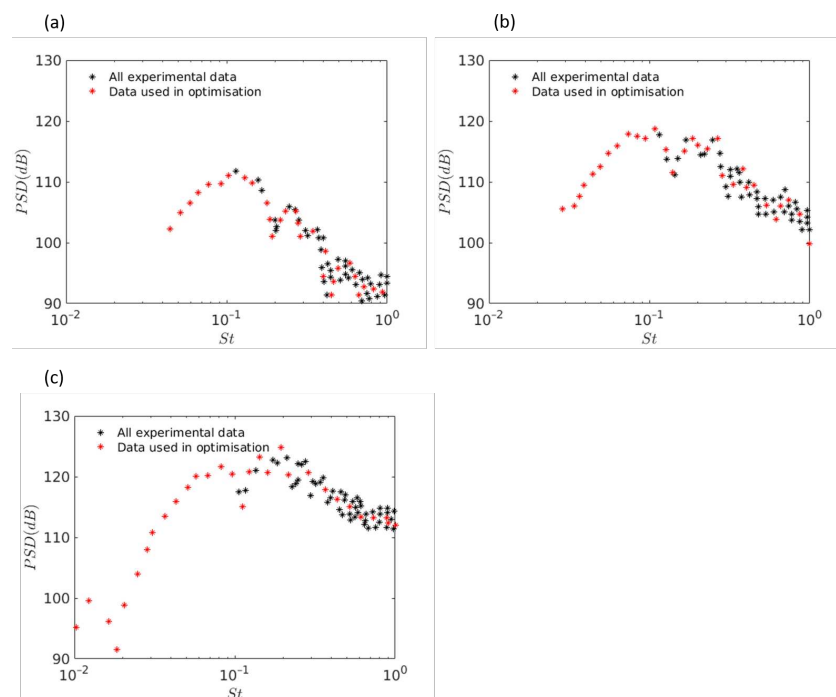 (a)
130
120
110
100
90
PSD(dB)
All experimental data
Data used in optimisation
10^-2
10^-1
10^0
St
(b)
130
120
110
100
90
PSD(dB)
All experimental data
Data used in optimisation
10^-2
10^-1
10^0
St
(c)
130
120
110
100
90
PSD(dB)
All experimental data
Data used in optimisation
10^-2
10^-1
10^0
St